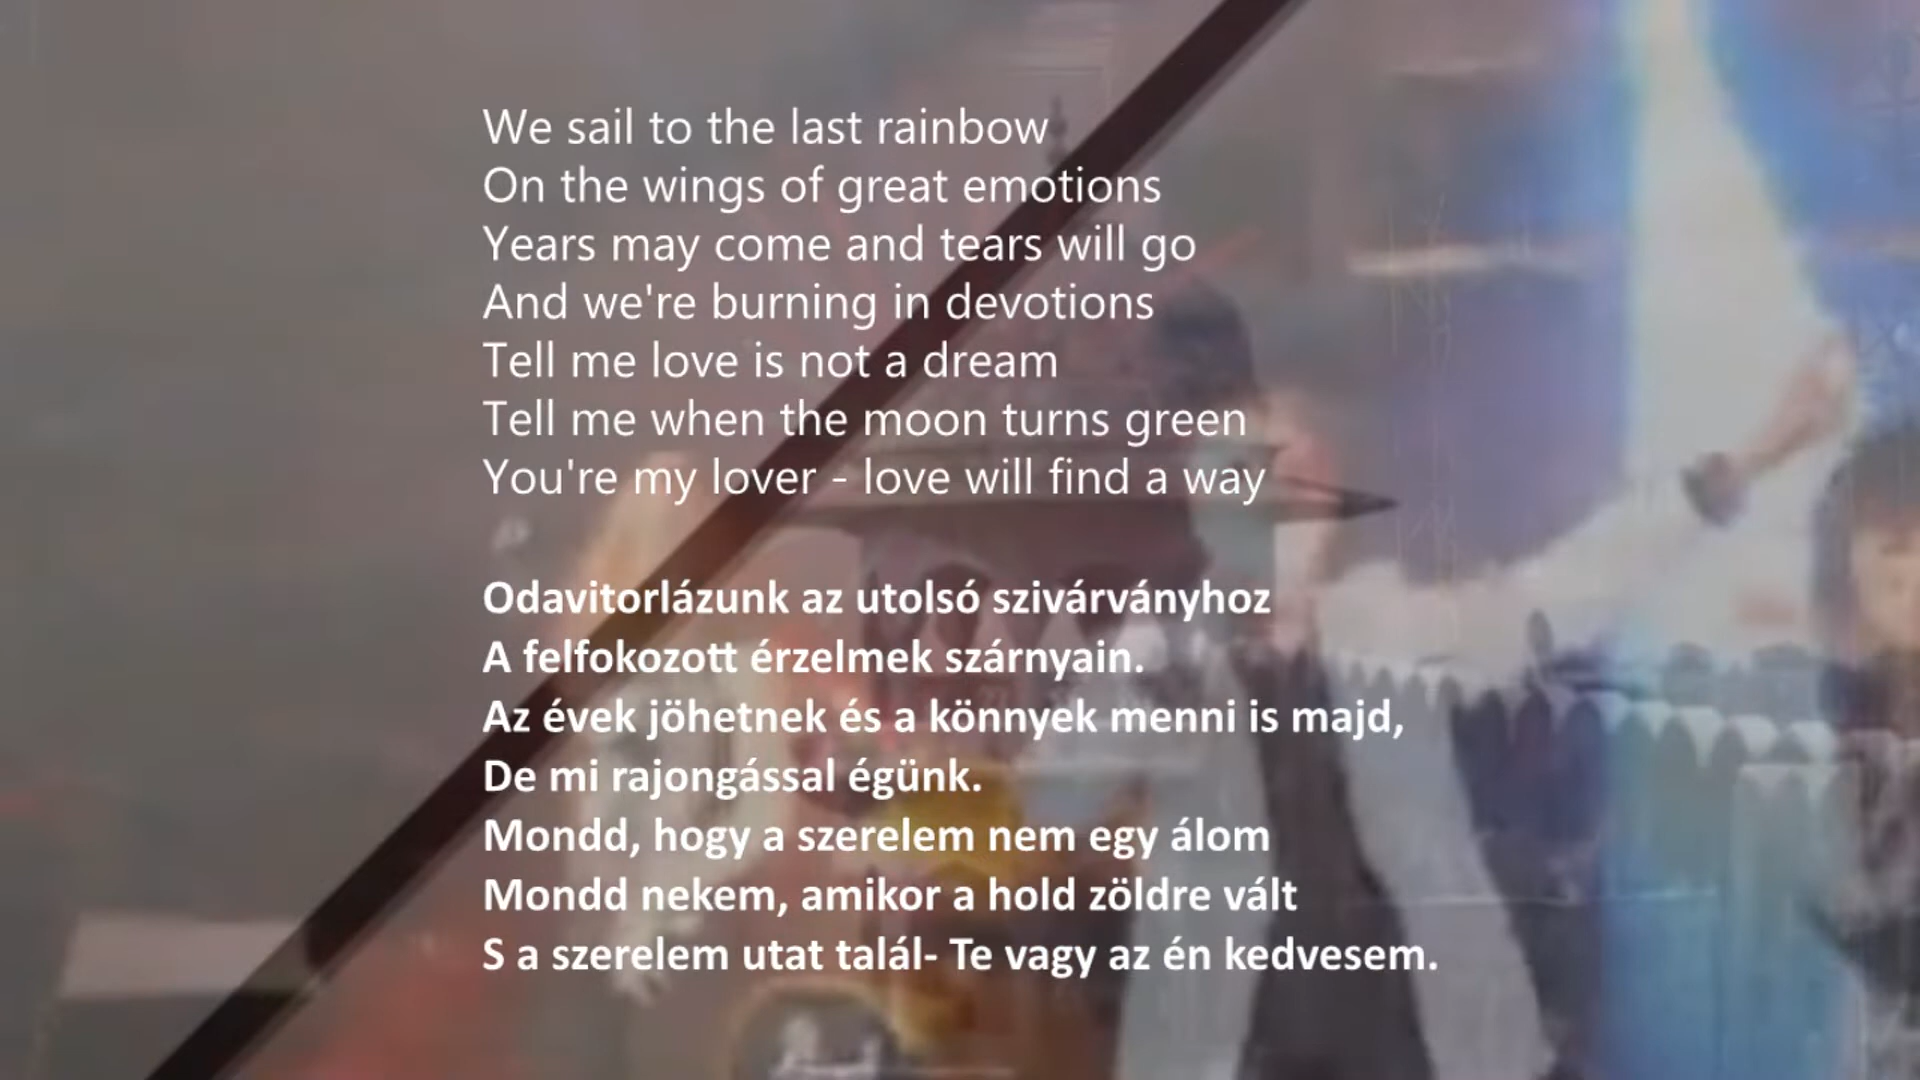 We sail to the last rainbow
On the wings of great emotions
Years may come and tears will go
And we're burning in devotions
Tell me love is not a dream
Tell me when the moon turns green
You're my lover - love will find a way
Odavitorlázunk az utolsó szivárványhoz
A felfokozott érzelmek szárnyain.
Az évek jöhetnek és a könnyek menni is majd,
De mi rajongással égünk.
Mondd, hogy a szerelem nem egy álom
Mondd nekem, amikor a hold zöldre vált
S a szerelem utat talál- Te vagy az én kedvesem.